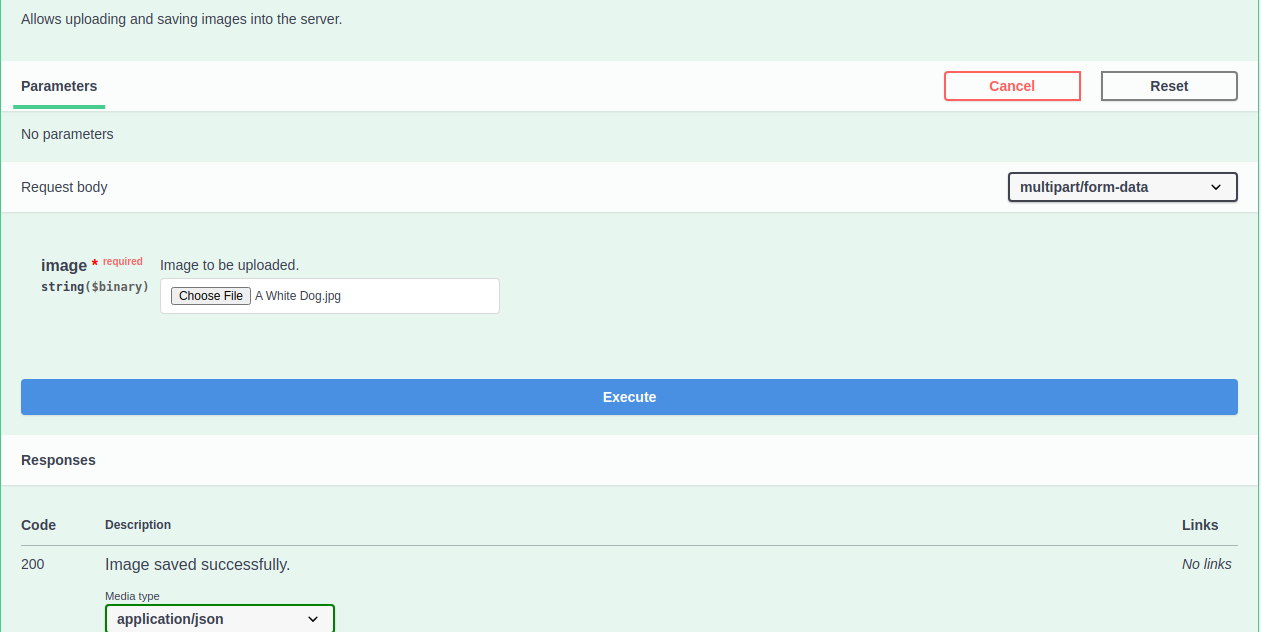 Allows uploading and saving images into the server.
Parameters
Cancel
Reset
No parameters
Request body
multipart/form-data
image * required
Image to be uploaded.
string($binary)
Choose File A White Dog.jpg
Execute
Responses
Code Description Links
200 Image saved successfully. No links
Media type
application/json